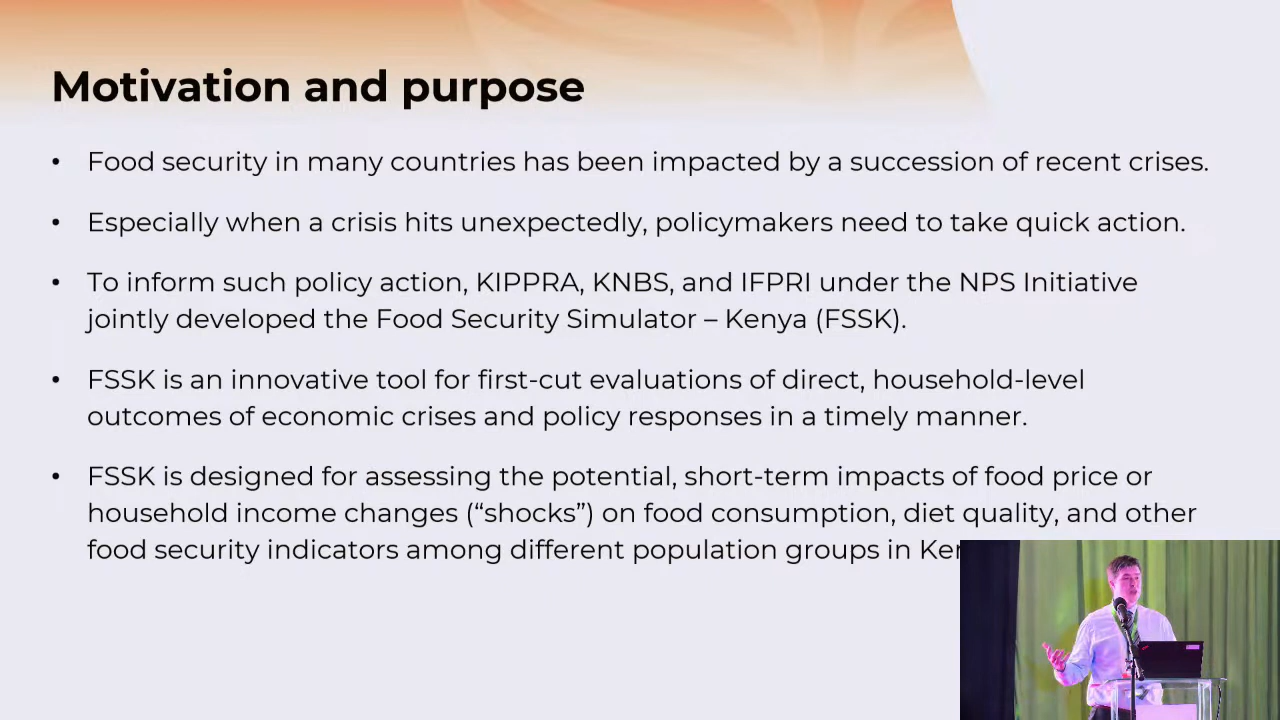 Motivation and purpose
• Food security in many countries has been impacted by a succession of recent crises.
• Especially when a crisis hits unexpectedly, policymakers need to take quick action.
• To inform such policy action, KIPPRA, KNBS, and IFPRI under the NPS Initiative
jointly developed the Food Security Simulator – Kenya (FSSK).
• FSSK is an innovative tool for first-cut evaluations of direct, household-level
outcomes of economic crises and policy responses in a timely manner.
• FSSK is designed for assessing the potential, short-term impacts of food price or
household income changes (“shocks”) on food consumption, diet quality, and other
food security indicators among different population groups in